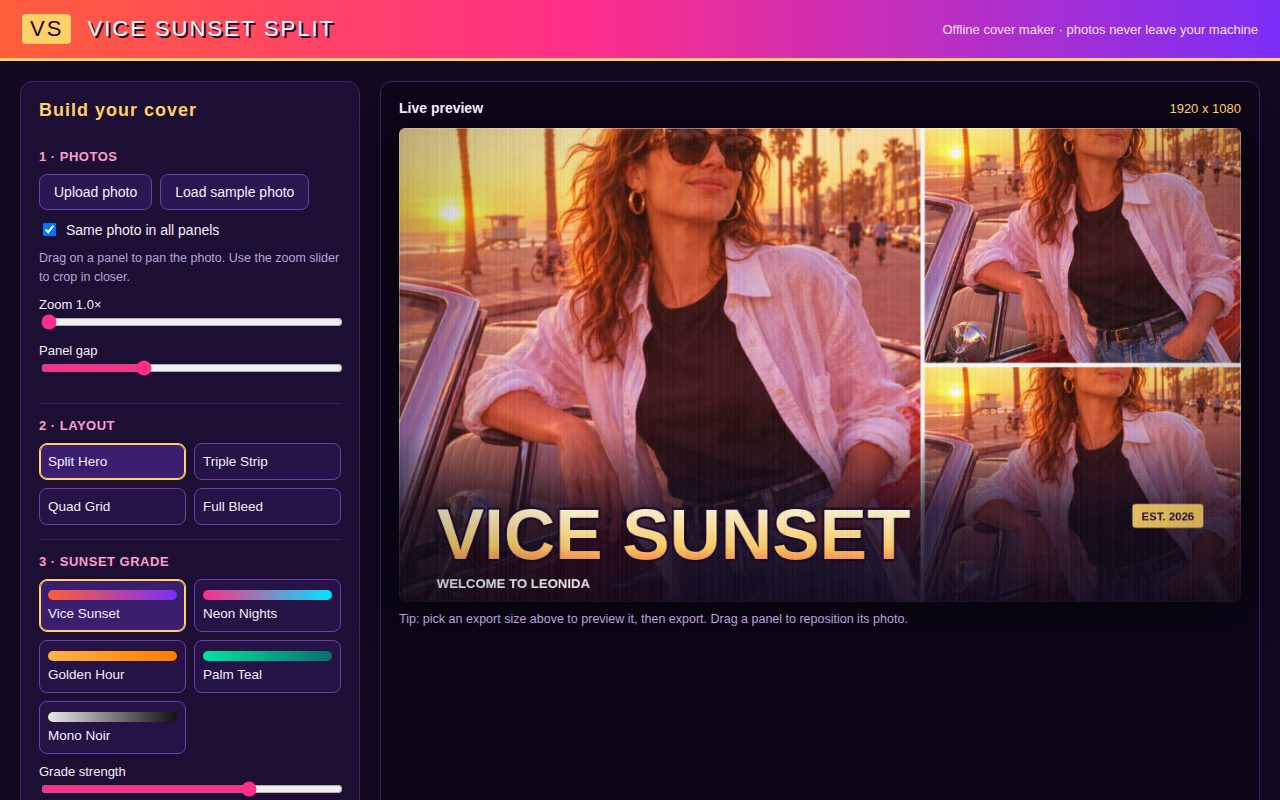 VS VICE SUNSET SPLIT
Offline cover maker · photos never leave your machine
Build your cover
1 · PHOTOS
Upload photo
Load sample photo
Same photo in all panels
Drag on a panel to pan the photo. Use the zoom slider
to crop in closer.
Zoom 1.0×
Panel gap
2 · LAYOUT
Split Hero
Triple Strip
Quad Grid
Full Bleed
3 · SUNSET GRADE
Vice Sunset
Neon Nights
Golden Hour
Palm Teal
Mono Noir
Grade strength
Live preview
1920 x 1080
EST. 2026
VICE SUNSET
WELCOME TO LEONIDA
Tip: pick an export size above to preview it, then export. Drag a panel to reposition its photo.